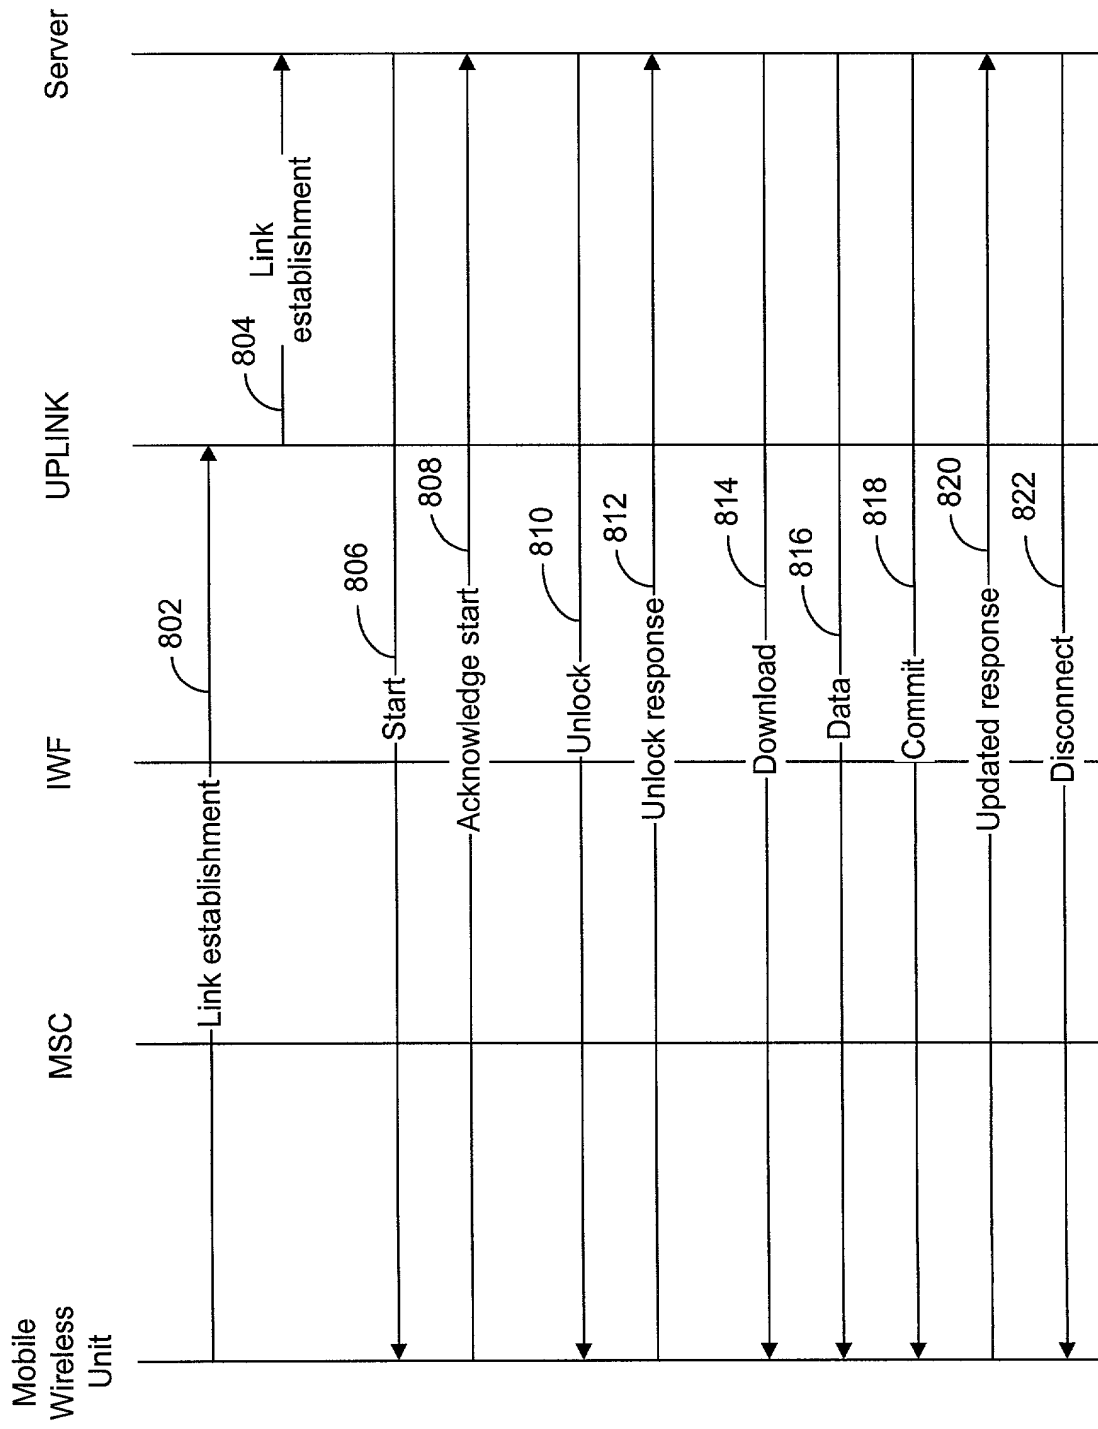 Mobile
Wireless
Unit
MSC
IWF
UPLINK
Server
802
Link establishment
804
Link
establishment
806
Start
808
Acknowledge start
810
Unlock
812
Unlock response
814
Download
816
Data
818
Commit
820
Updated response
822
Disconnect